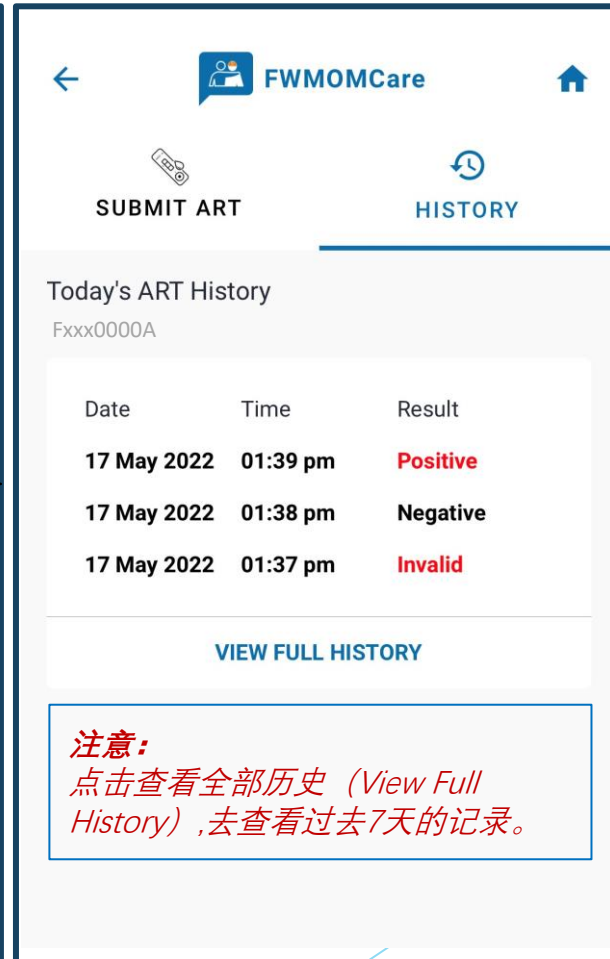 FWMOMCare
SUBMIT ART
HISTORY
Today's ART History
Fxxx0000A
Date Time Result
17 May 2022 01:39 pm Positive
17 May 2022 01:38 pm Negative
17 May 2022 01:37 pm Invalid
VIEW FULL HISTORY
注意：
点击查看全部历史（View Full
History）,去查看过去7天的记录。